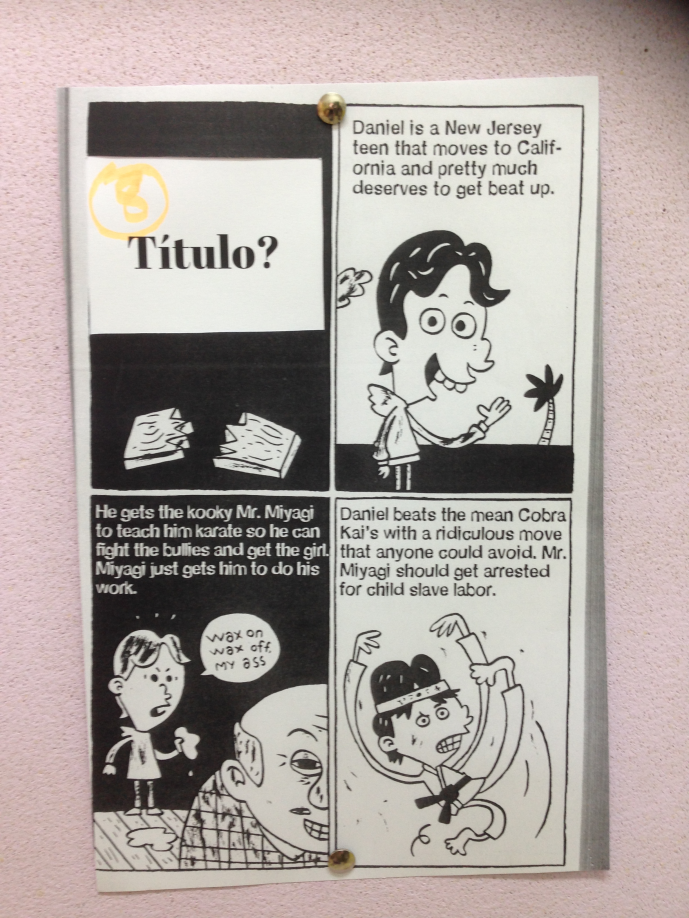 8
Título?
Daniel is a New Jersey
teen that moves to Calif-
ornia and pretty much
deserves to get beat up.
He gets the kooky Mr. Miyagi
to teach him karate so he can
fight the bullies and get the girl.
Miyagi just gets him to do his
work.
wax on
wax off.
MY ASS
Daniel beats the mean Cobra
Kai's with a ridiculous move
that anyone could avoid. Mr.
Miyagi should get arrested
for child slave labor.